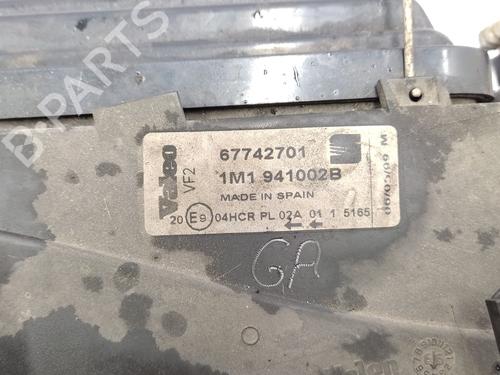 B-PARTS
Valeo
VF2
67742701
1M1 941002B
MADE IN SPAIN
20 E9 04HCR PL 02A 01 1 5165
M
GA